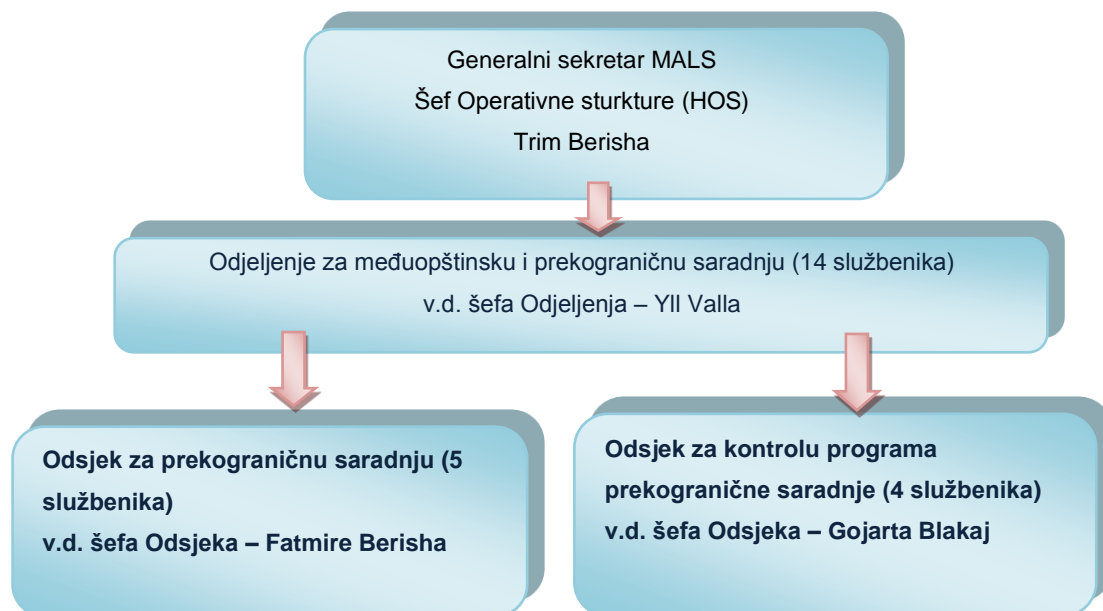 Generalni sekretar MALS
Šef Operativne sturkture (HOS)
Trim Berisha
Odjeljenje za međuopštinsku i prekograničnu saradnju (14 službenika)
v.d. šefa Odjeljenja – Yll Valla
Odsjek za prekograničnu saradnju (5
službenika)
v.d. šefa Odsjeka – Fatmire Berisha
Odsjek za kontrolu programa
prekogranične saradnje (4 službenika)
v.d. šefa Odsjeka – Gojarta Blakaj